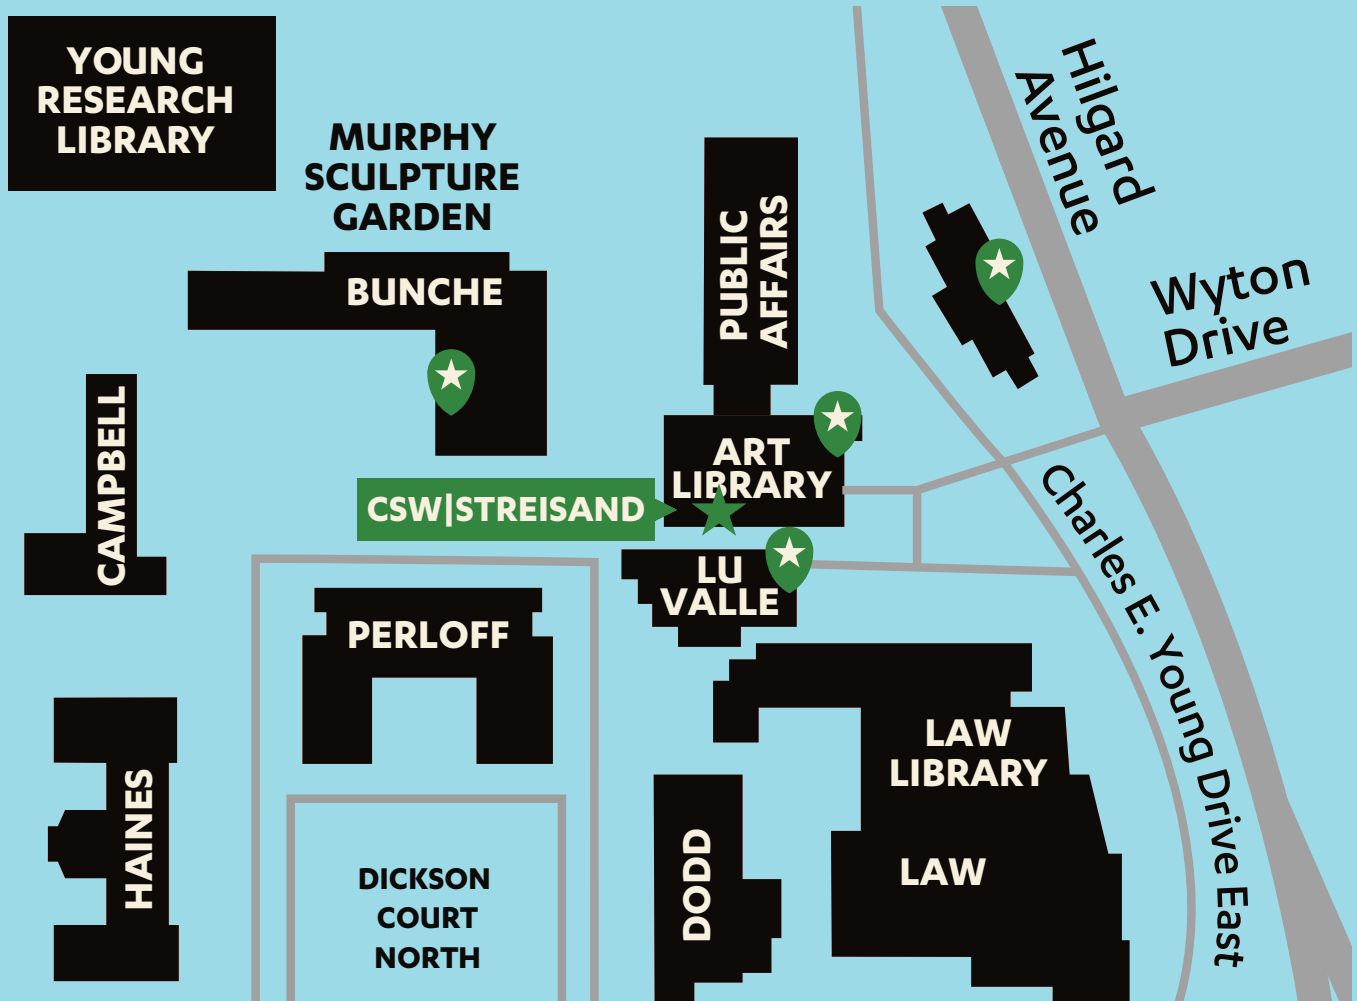 YOUNG
RESEARCH
LIBRARY
MURPHY
SCULPTURE
GARDEN
BUNCHE
PUBLIC
AFFAIRS
Hilgard
Avenue
Wyton
Drive
CAMPBELL
ART
LIBRARY
CSW|STREISAND
LU
VALLE
PERLOFF
Charles E. Young Drive East
HAINES
LAW
LIBRARY
DODD
LAW
DICKSON
COURT
NORTH